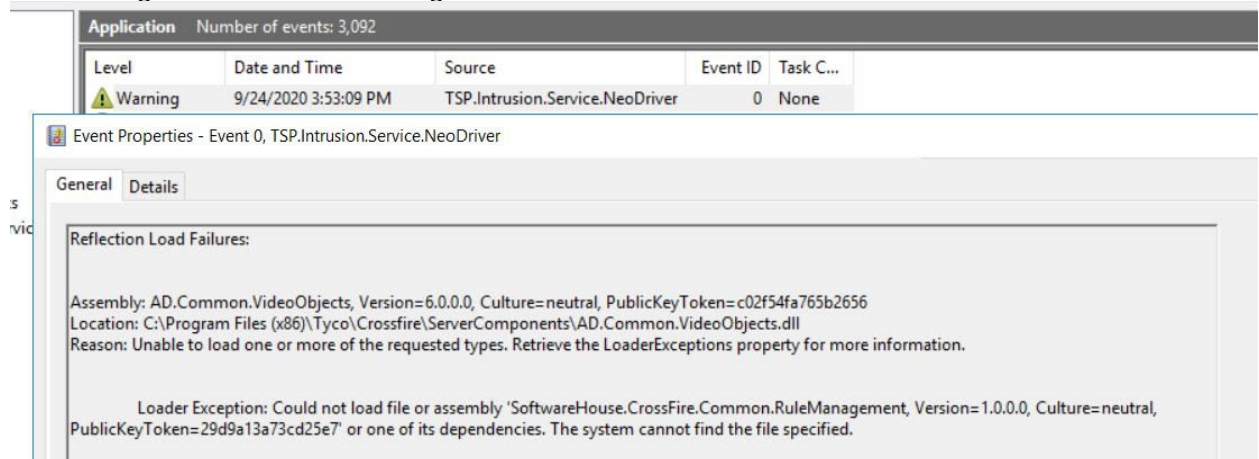 Application Number of events: 3,092
Level Date and Time Source Event ID Task C...
Warning 9/24/2020 3:53:09 PM TSP.Intrusion.Service.NeoDriver 0 None
Event Properties - Event 0, TSP.Intrusion.Service.NeoDriver
General Details
Reflection Load Failures:
Assembly: AD.Common.VideoObjects, Version=6.0.0.0, Culture=neutral, PublicKeyToken=c02f54fa765b2656
Location: C:\Program Files (x86)\Tyco\Crossfire\ServerComponents\AD.Common.VideoObjects.dll
Reason: Unable to load one or more of the requested types. Retrieve the LoaderExceptions property for more information.
Loader Exception: Could not load file or assembly 'SoftwareHouse.CrossFire.Common.RuleManagement, Version=1.0.0.0, Culture=neutral,
PublicKeyToken=29d9a13a73cd25e7' or one of its dependencies. The system cannot find the file specified.